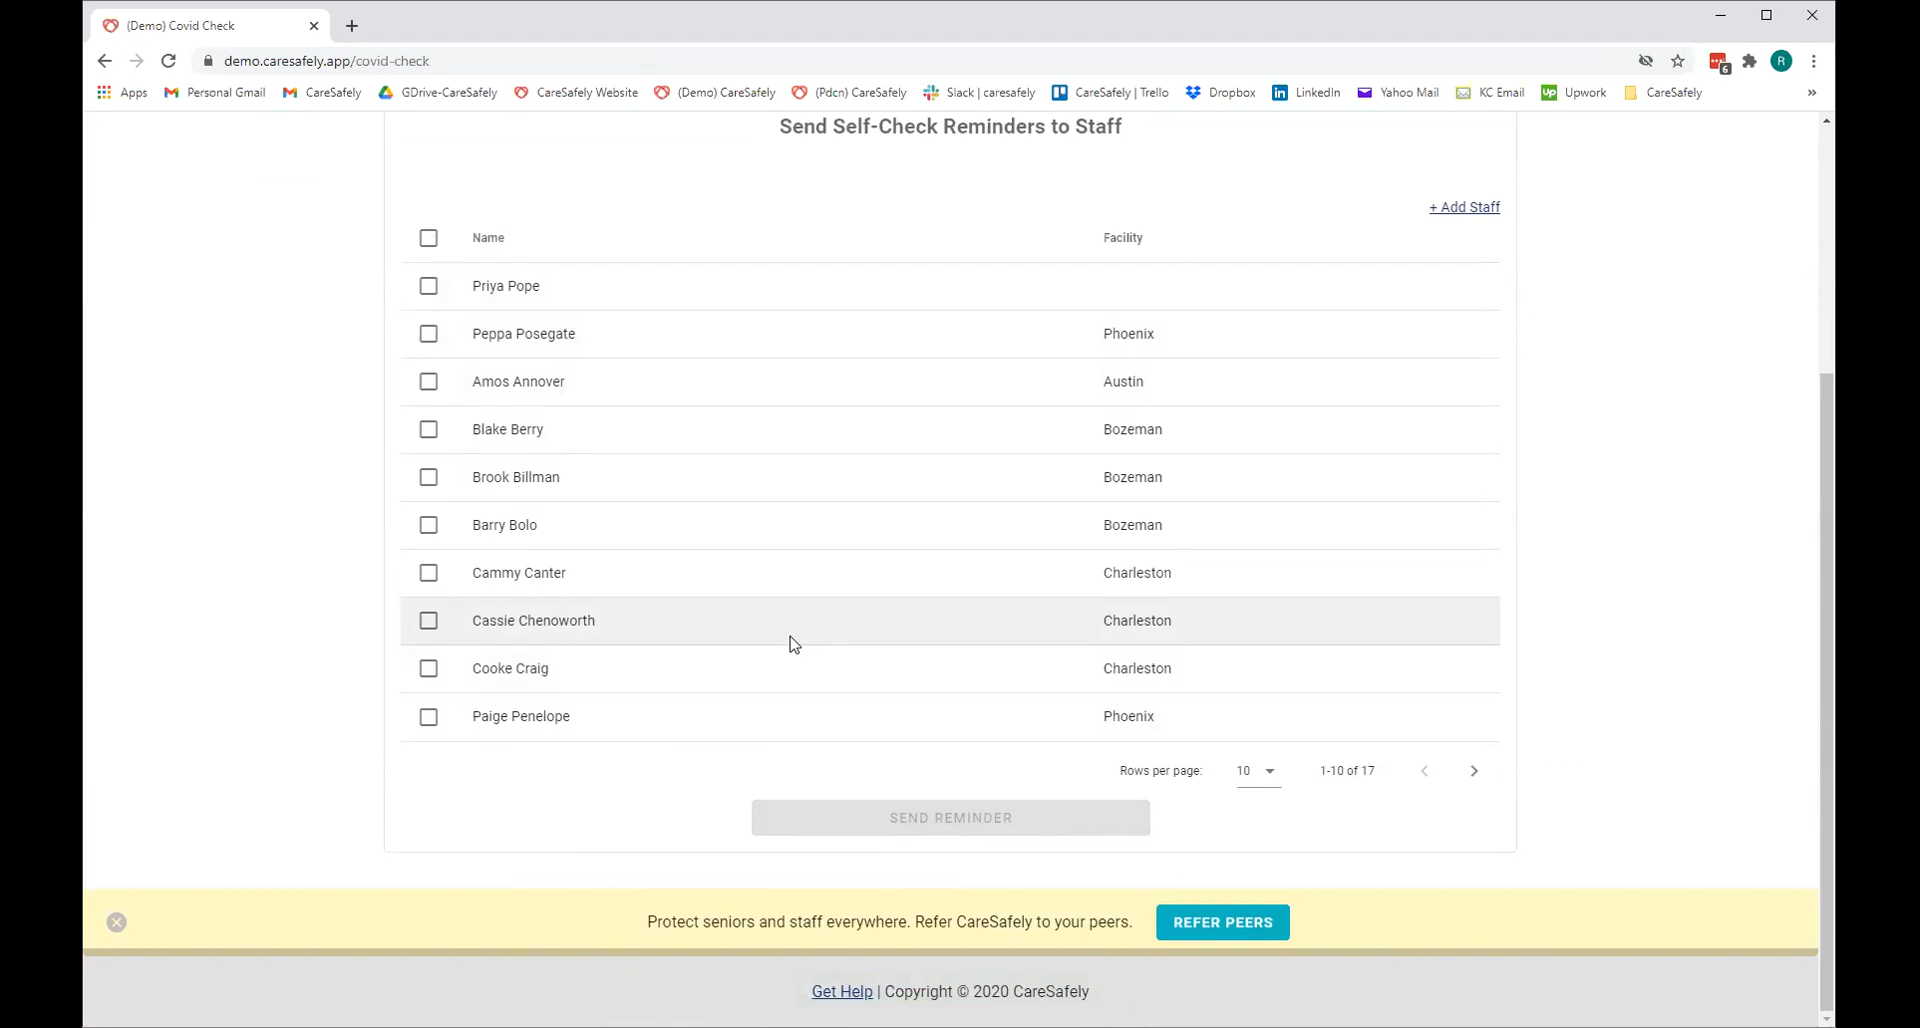 (Demo) Covid Check
demo.caresafely.app/covid-check
6
R
Apps Personal Gmail CareSafely GDrive-CareSafely CareSafely Website (Demo) CareSafely (Pdcn) CareSafely Slack | caresafely CareSafely | Trello Dropbox LinkedIn Yahoo Mail KC Email Upwork CareSafely »
Send Self-Check Reminders to Staff
+ Add Staff
Name Facility
Priya Pope
Peppa Posegate Phoenix
Amos Annover Austin
Blake Berry Bozeman
Brook Billman Bozeman
Barry Bolo Bozeman
Cammy Canter Charleston
Cassie Chenoworth Charleston
Cooke Craig Charleston
Paige Penelope Phoenix
Rows per page: 10 1-10 of 17
SEND REMINDER
Protect seniors and staff everywhere. Refer CareSafely to your peers. REFER PEERS
Get Help | Copyright © 2020 CareSafely